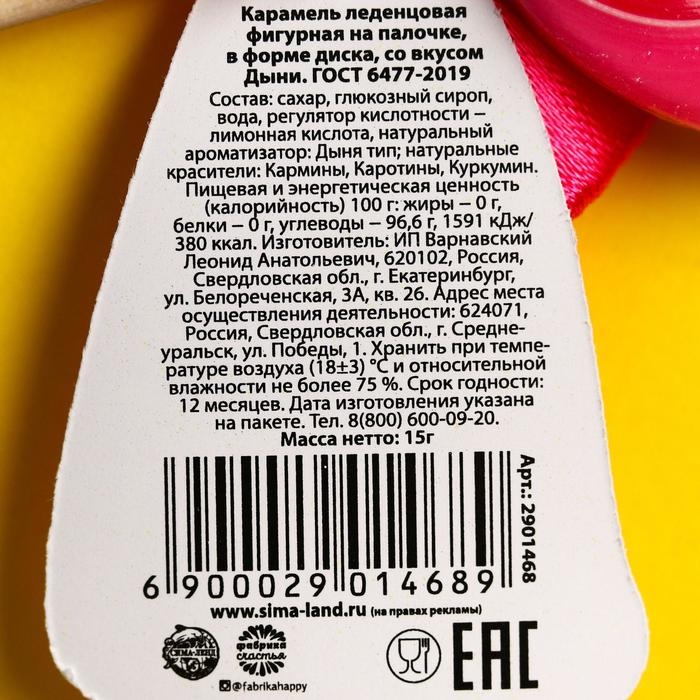 Карамель леденцовая
фигурная на палочке,
в форме диска, со вкусом
Дыни. ГОСТ 6477-2019
Состав: сахар, глюкозный сироп,
вода, регулятор кислотности –
лимонная кислота, натуральный
ароматизатор: Дыня тип; натуральные
красители: Кармины, Каротины, Куркумин.
Пищевая и энергетическая ценность
(калорийность) 100 г: жиры – 0 г,
белки – 0 г, углеводы – 96,6 г, 1591 кДж/
380 ккал. Изготовитель: ИП Варнавский
Леонид Анатольевич, 620102, Россия,
Свердловская обл., г. Екатеринбург,
ул. Белореченская, 3А, кв. 26. Адрес места
осуществления деятельности: 624071,
Россия, Свердловская обл., г. Средне-
уральск, ул. Победы, 1. Хранить при темпе-
ратуре воздуха (18±3) °С и относительной
влажности не более 75 %. Срок годности:
12 месяцев. Дата изготовления указана
на пакете. Тел. 8(800) 600-09-20.
Масса нетто: 15г
Арт.: 2901468
6 900029 014689
www.sima-land.ru (на правах рекламы)
СИМА-ЛЕНД
фабрика
счастья
@fabrikahappy
EAC